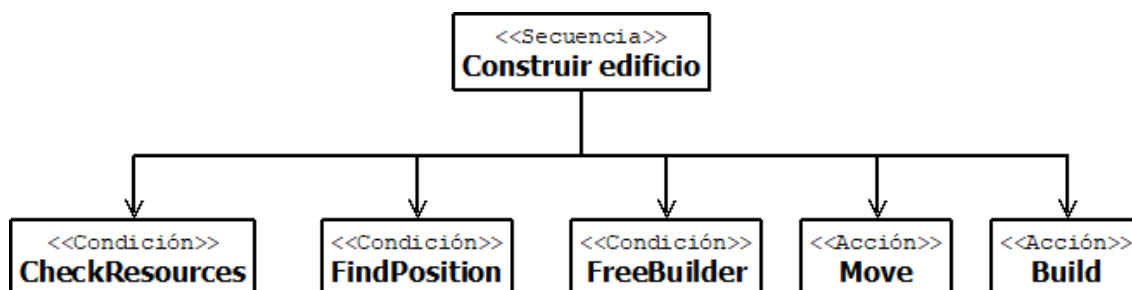 <<Secuencia>>
Construir edificio
<<Condición>>
CheckResources
<<Condición>>
FindPosition
<<Condición>>
FreeBuilder
<<Acción>>
Move
<<Acción>>
Build